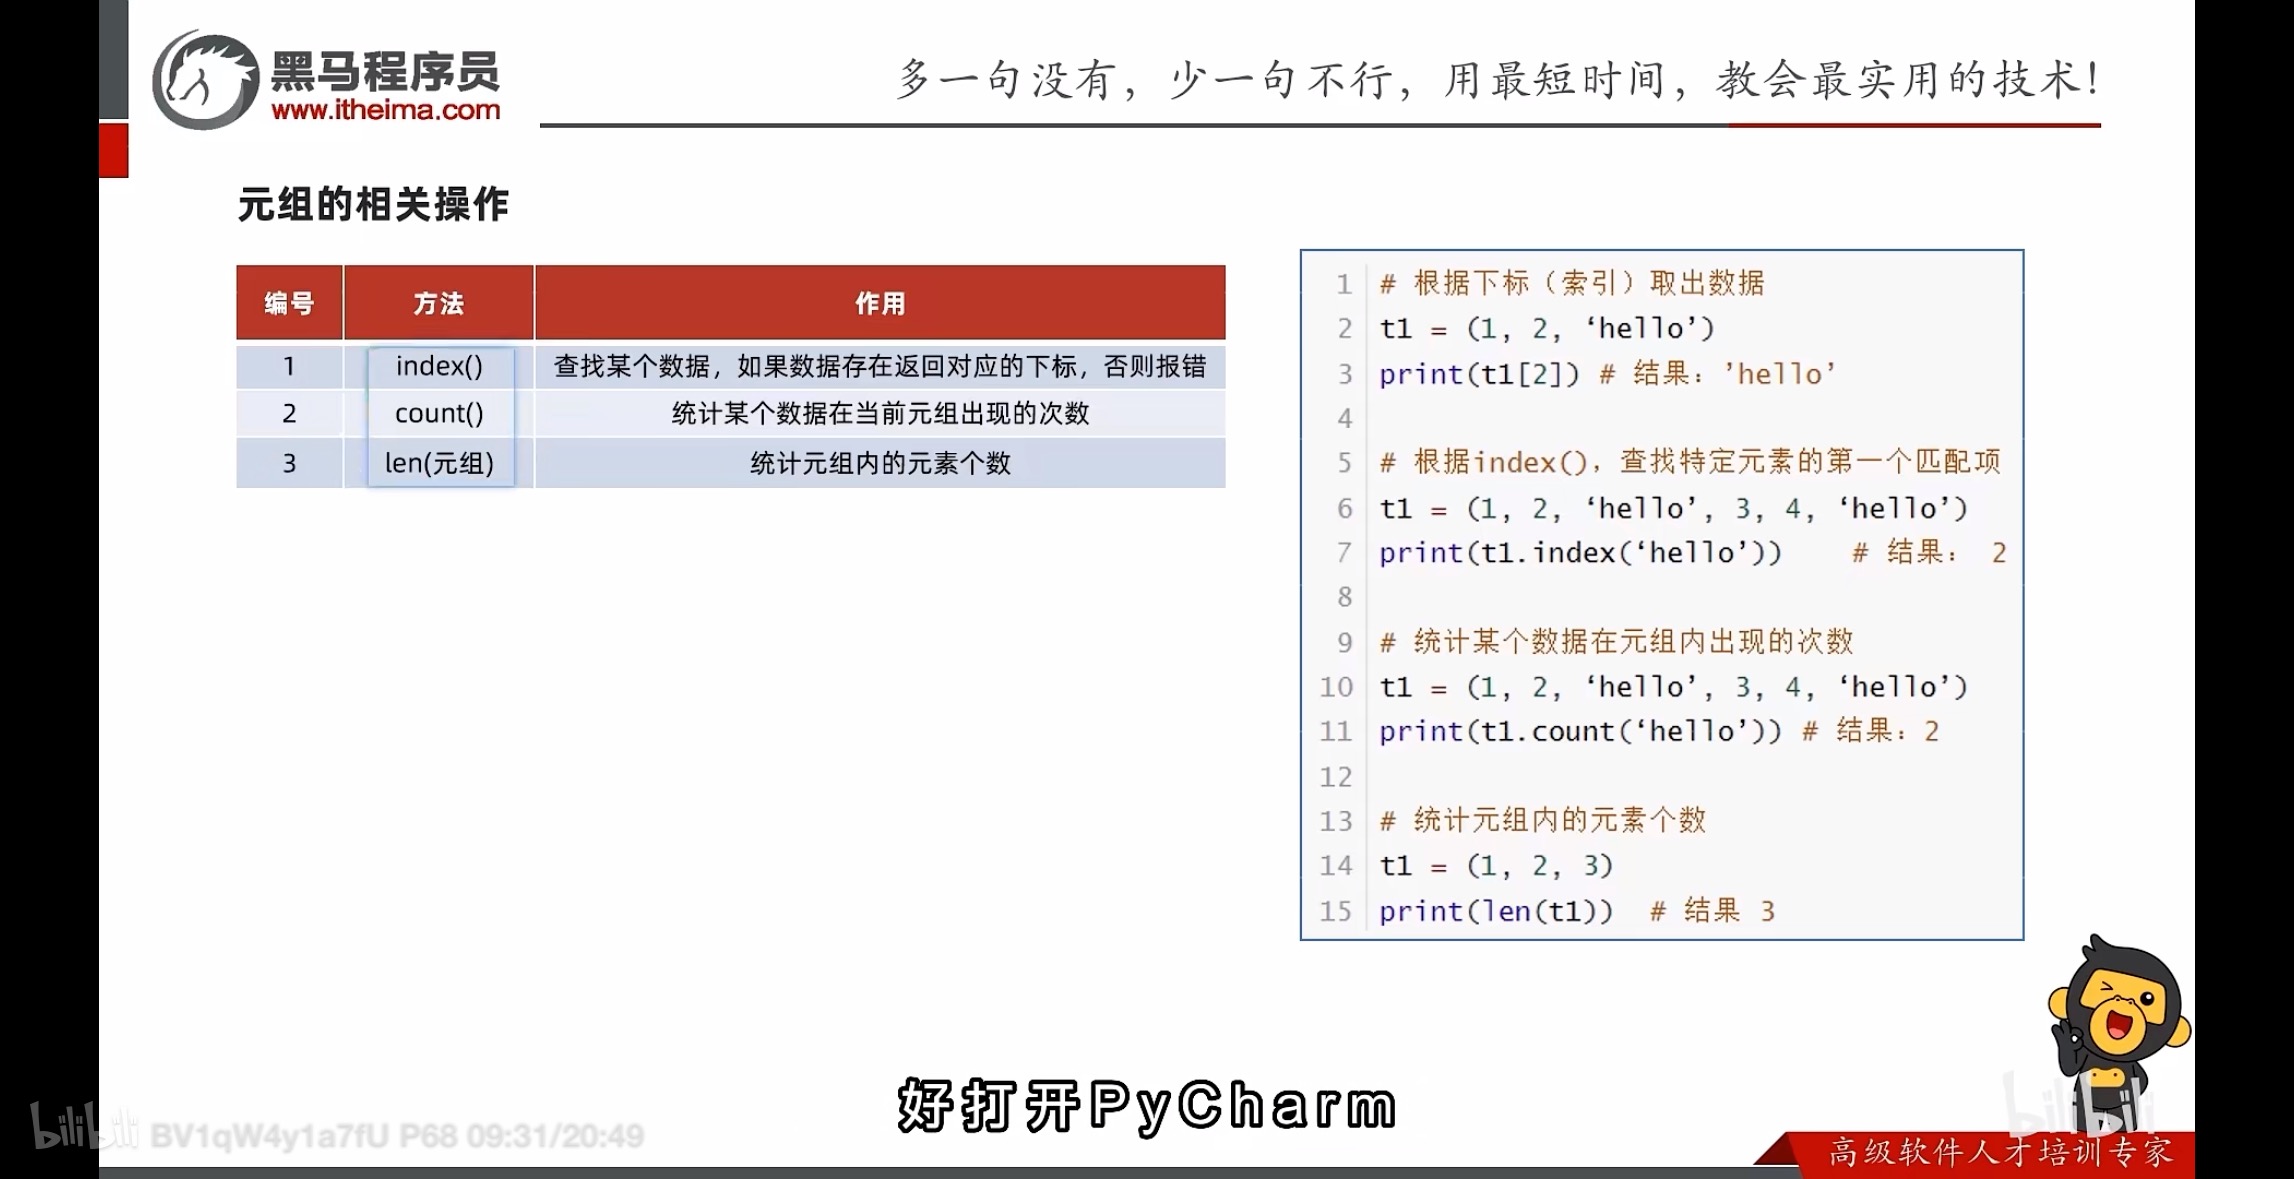 黑马程序员
www.itheima.com
多一句没有，少一句不行，用最短时间，教会最实用的技术！
元组的相关操作
编号 方法 作用
1 index() 查找某个数据，如果数据存在返回对应的下标，否则报错
2 count() 统计某个数据在当前元组出现的次数
3 len(元组) 统计元组内的元素个数
1 # 根据下标（索引）取出数据
2 t1 = (1, 2, ‘hello’)
3 print(t1[2]) # 结果：’hello’
4
5 # 根据index()，查找特定元素的第一个匹配项
6 t1 = (1, 2, ‘hello’, 3, 4, ‘hello’)
7 print(t1.index(‘hello’)) # 结果： 2
8
9 # 统计某个数据在元组内出现的次数
10 t1 = (1, 2, ‘hello’, 3, 4, ‘hello’)
11 print(t1.count(‘hello’)) # 结果：2
12
13 # 统计元组内的元素个数
14 t1 = (1, 2, 3)
15 print(len(t1)) # 结果 3
好打开PyCharm
bilibili BV1qW4y1a7fU P68 09:31/20:49
bilibili
高级软件人才培训专家